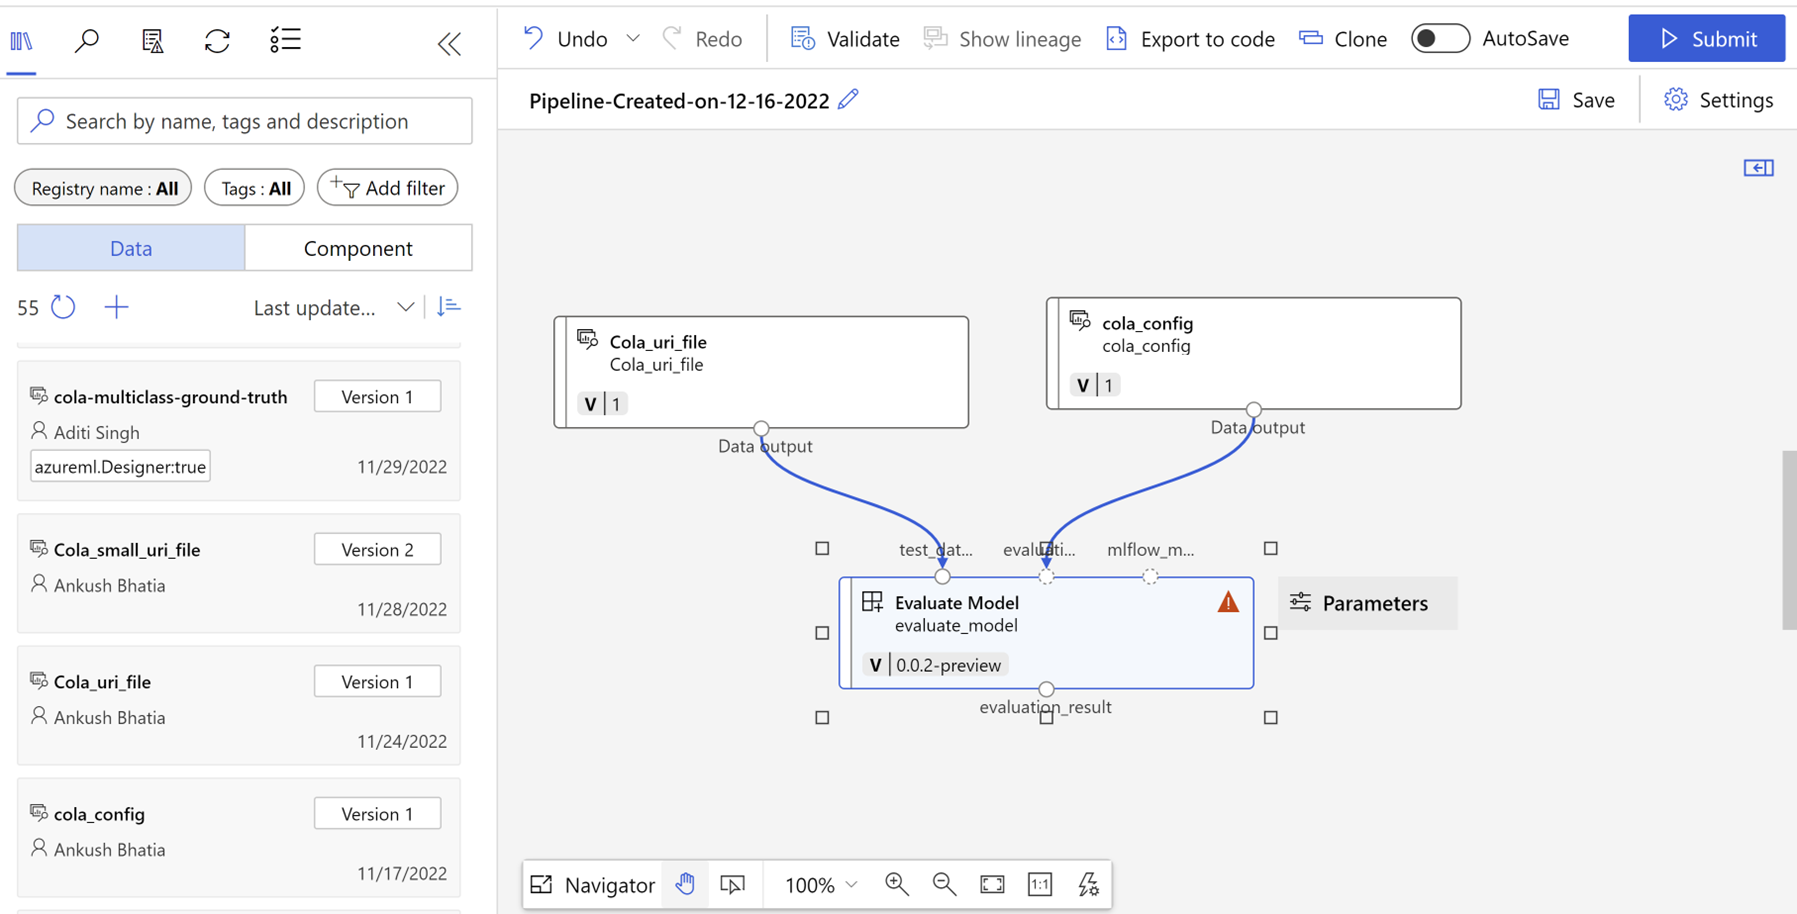 Undo
Redo
Validate
Show lineage
Export to code
Clone
AutoSave
Submit
Pipeline-Created-on-12-16-2022
Save
Settings
Search by name, tags and description
Registry name : All
Tags : All
Add filter
Data
Component
55
Last update...
cola-multiclass-ground-truth
Version 1
Aditi Singh
azureml.Designer:true
11/29/2022
Cola_small_uri_file
Version 2
Ankush Bhatia
11/28/2022
Cola_uri_file
Version 1
Ankush Bhatia
11/24/2022
cola_config
Version 1
Ankush Bhatia
11/17/2022
Cola_uri_file
Cola_uri_file
V 1
Data output
cola_config
cola_config
V 1
Data output
test_dat...
evaluati...
mlflow_m...
Evaluate Model
evaluate_model
V 0.0.2-preview
evaluation_result
Parameters
Navigator
100%
1:1